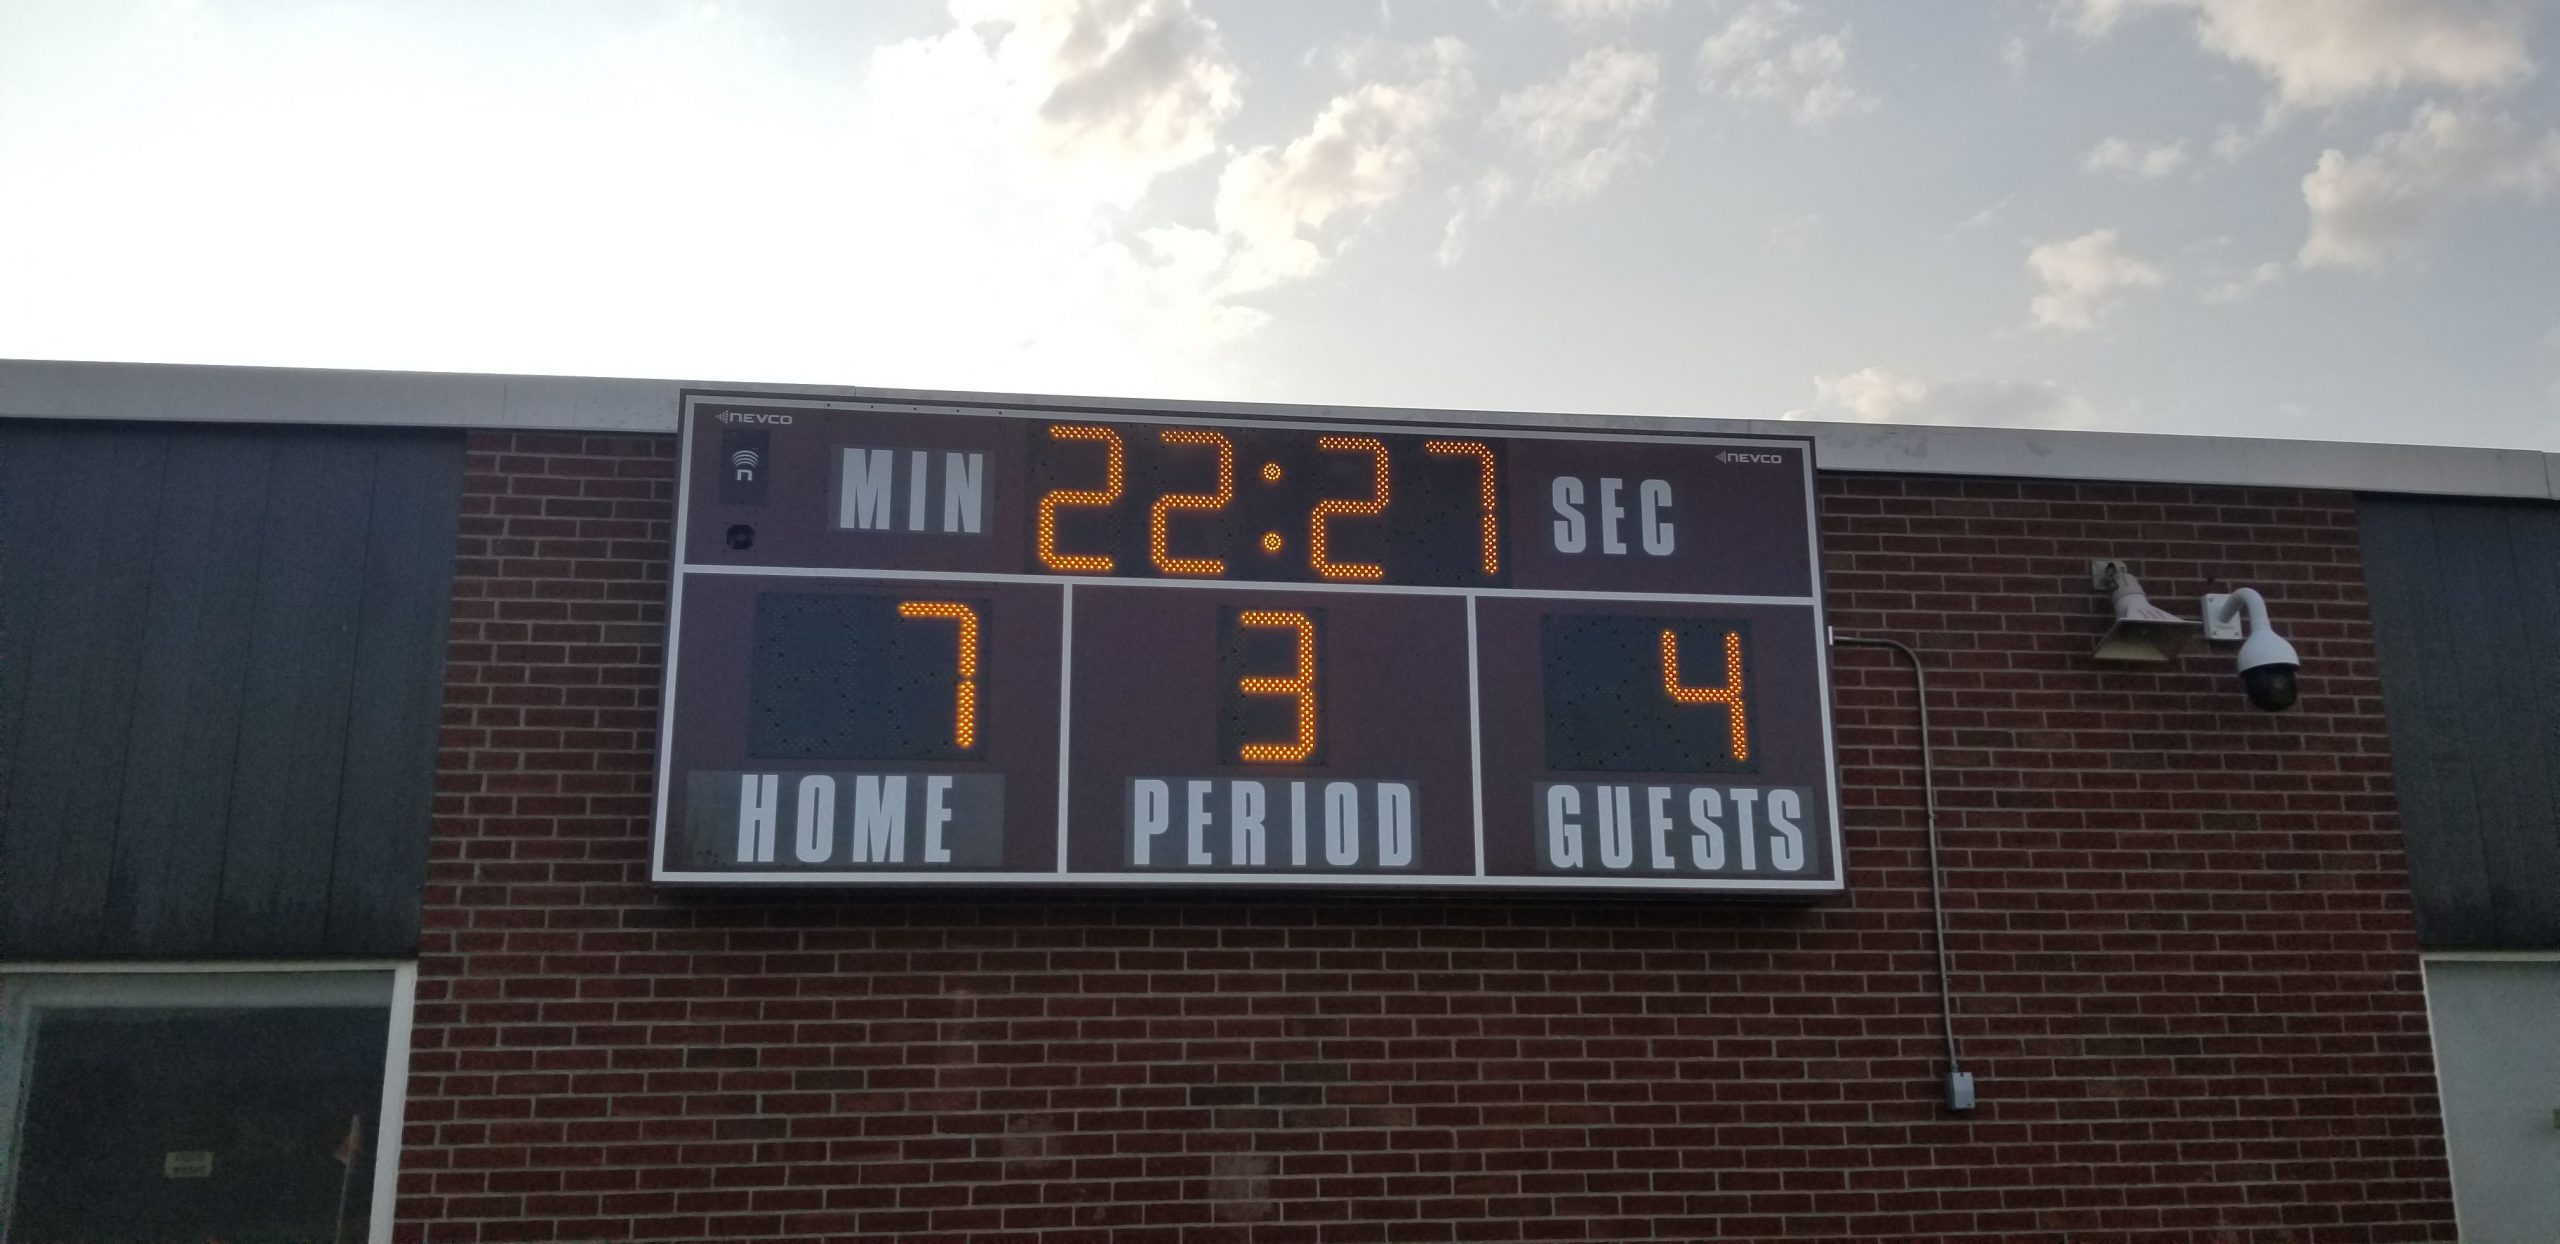 NEVCO
NEVCO
n
MIN 22:27 SEC
7 3 4
HOME PERIOD GUESTS